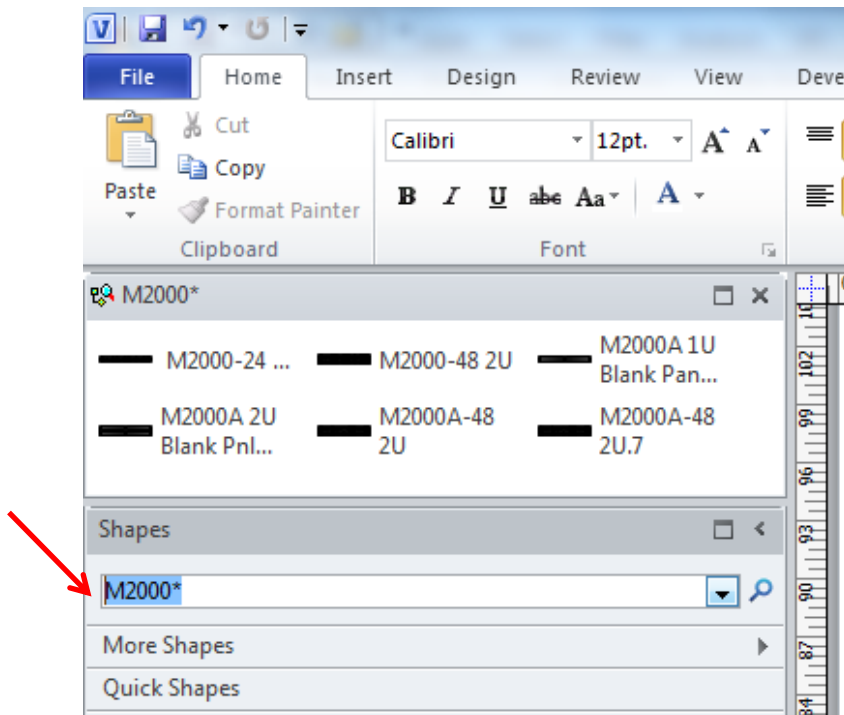 V
File Home Insert Design Review View Deve
Cut
Calibri 12pt. A A
Copy
Paste
Format Painter
B I U abc Aa A
Clipboard Font
M2000*
M2000-24 ... M2000-48 2U M2000A 1U
Blank Pan...
M2000A 2U
Blank Pnl... M2000A-48
2U M2000A-48
2U.7
Shapes
M2000*
More Shapes
Quick Shapes
102
99
96
93
90
87
84